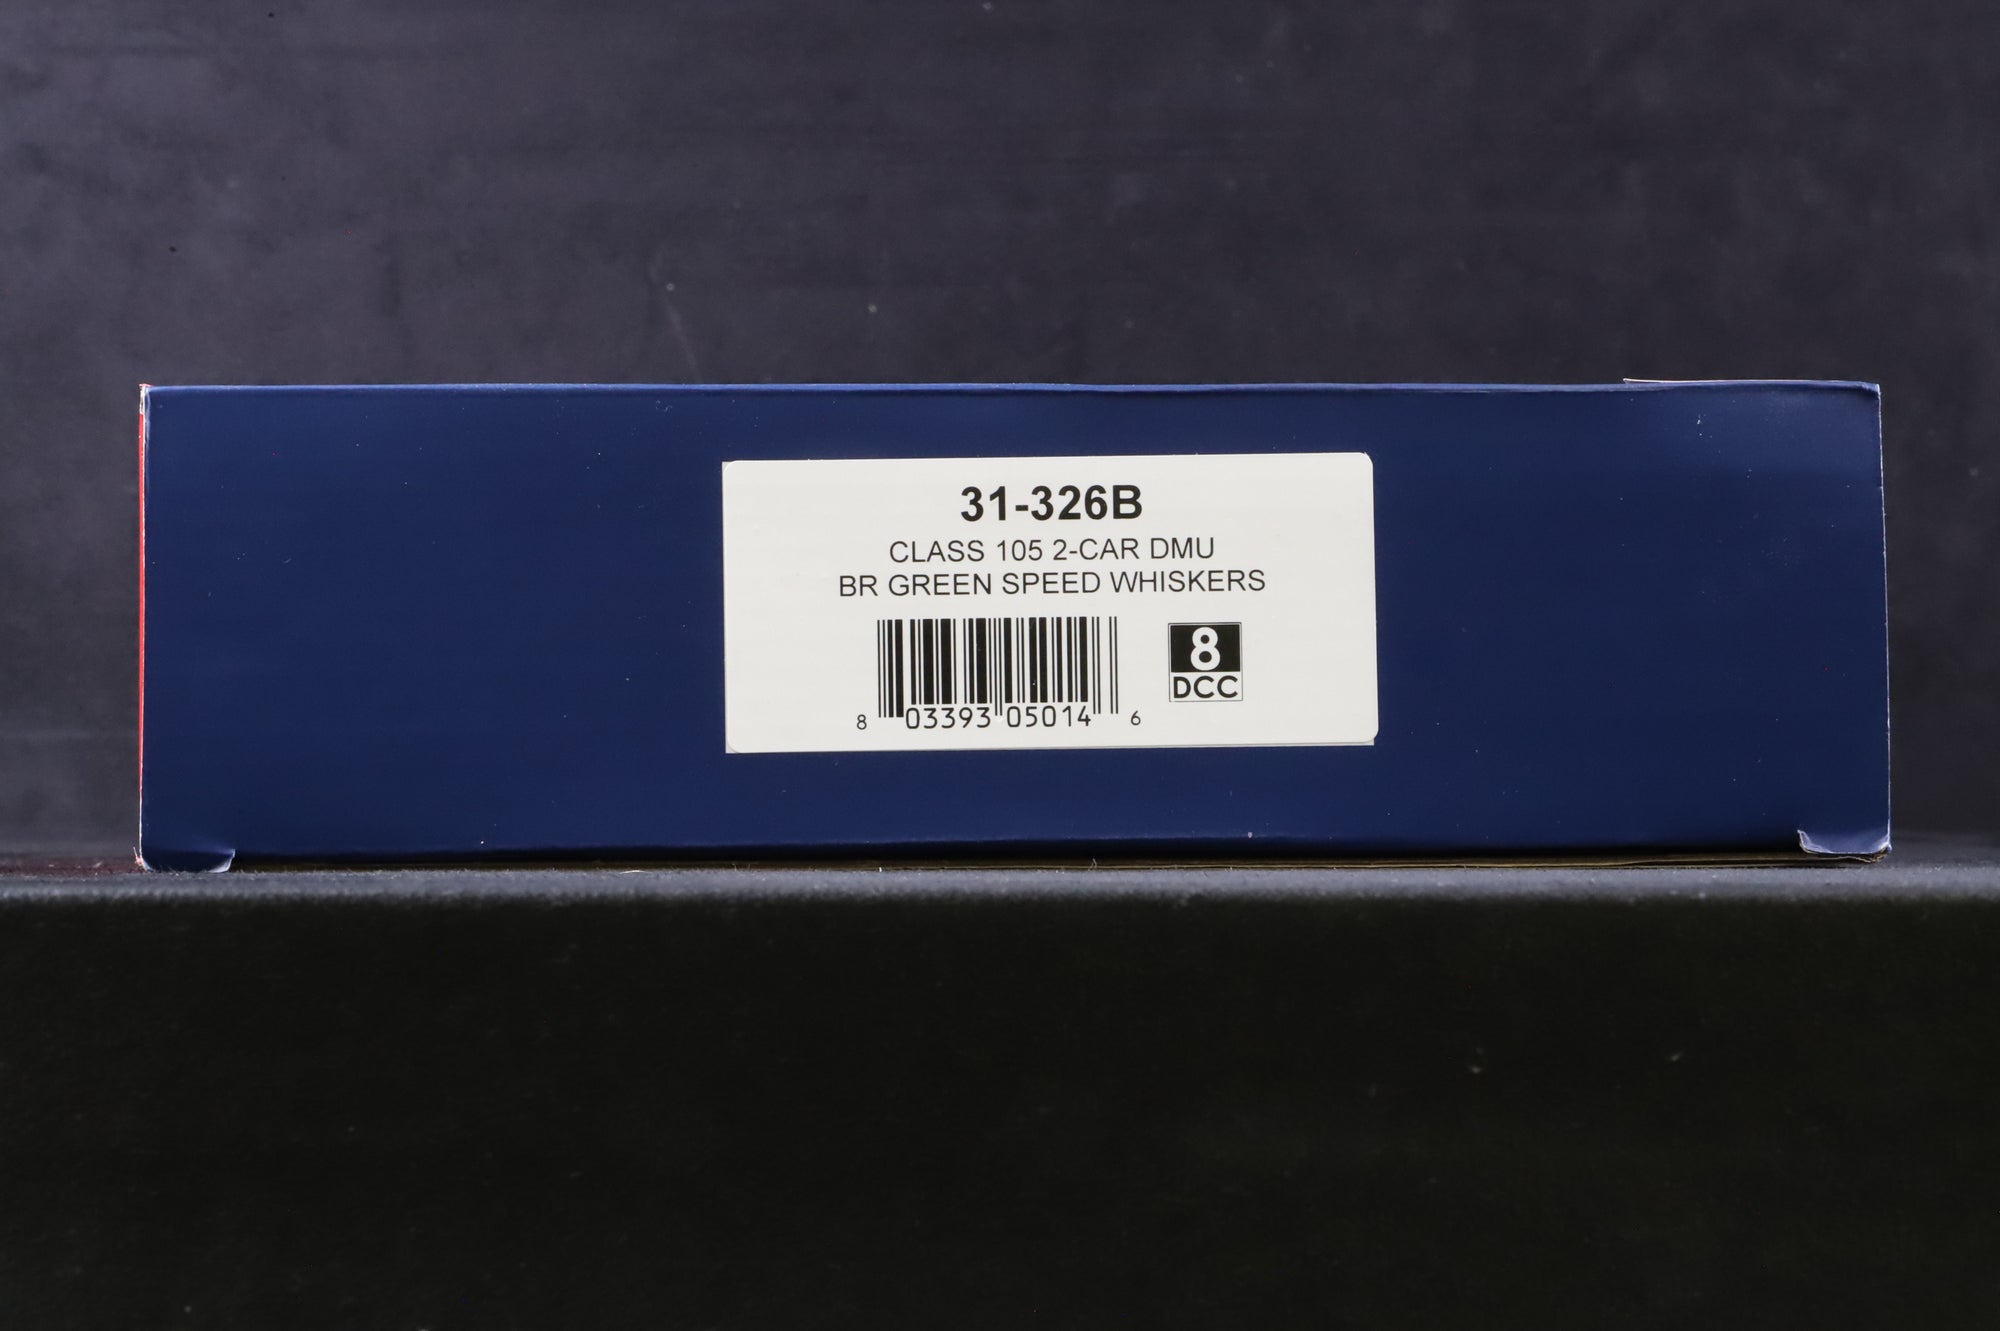 31-326B
CLASS 105 2-CAR DMU
BR GREEN SPEED WHISKERS
8 03393 05014 6
8
DCC